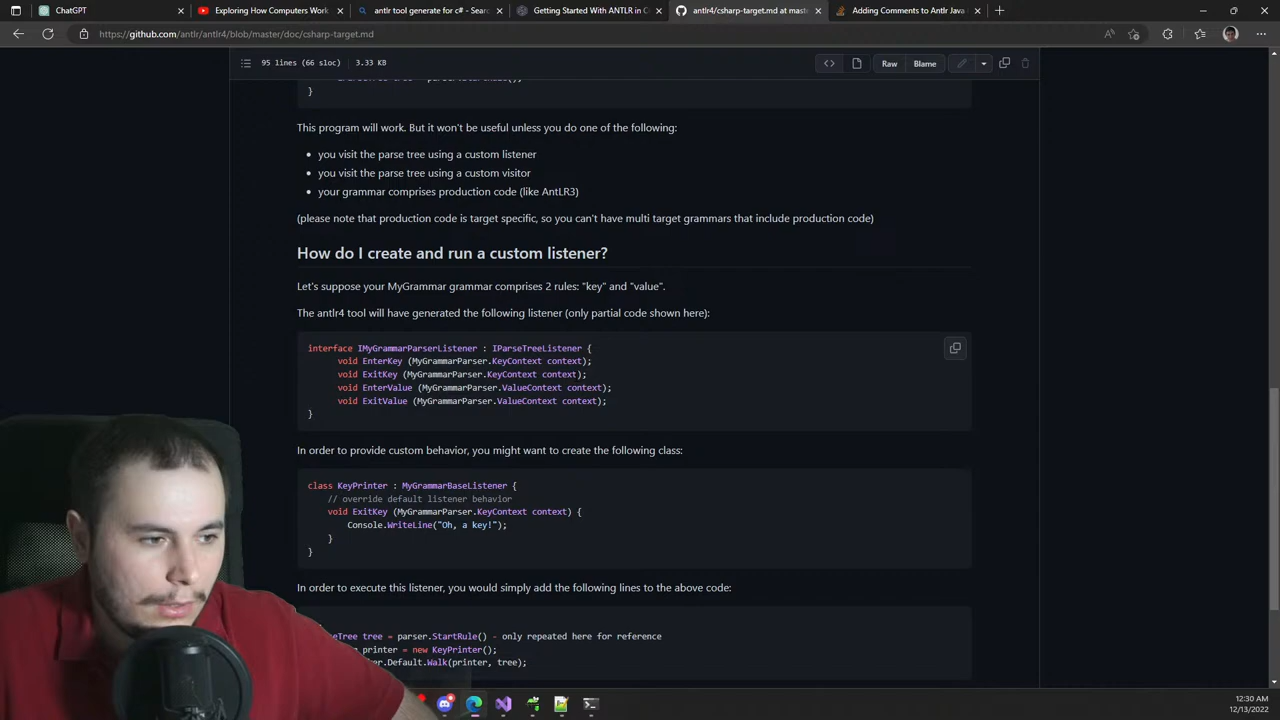 ChatGPT
Exploring How Computers Work
antlr tool generate for c# - Sear
Getting Started With ANTLR in C
antlr4/csharp-target.md at maste
Adding Comments to Antlr Java
https://github.com/antlr/antlr4/blob/master/doc/csharp-target.md
95 lines (66 sloc) 3.33 KB
Raw Blame
}
This program will work. But it won't be useful unless you do one of the following:
• you visit the parse tree using a custom listener
• you visit the parse tree using a custom visitor
• your grammar comprises production code (like AntLR3)
(please note that production code is target specific, so you can't have multi target grammars that include production code)
How do I create and run a custom listener?
Let's suppose your MyGrammar grammar comprises 2 rules: "key" and "value".
The antlr4 tool will have generated the following listener (only partial code shown here):
interface IMyGrammarParserListener : IParseTreeListener {
void EnterKey (MyGrammarParser.KeyContext context);
void ExitKey (MyGrammarParser.KeyContext context);
void EnterValue (MyGrammarParser.ValueContext context);
void ExitValue (MyGrammarParser.ValueContext context);
}
In order to provide custom behavior, you might want to create the following class:
class KeyPrinter : MyGrammarBaseListener {
// override default listener behavior
void ExitKey (MyGrammarParser.KeyContext context) {
Console.WriteLine("Oh, a key!");
}
}
In order to execute this listener, you would simply add the following lines to the above code:
eTree tree = parser.StartRule() - only repeated here for reference
printer = new KeyPrinter();
er.Default.Walk(printer, tree);
12:30 AM
12/13/2022